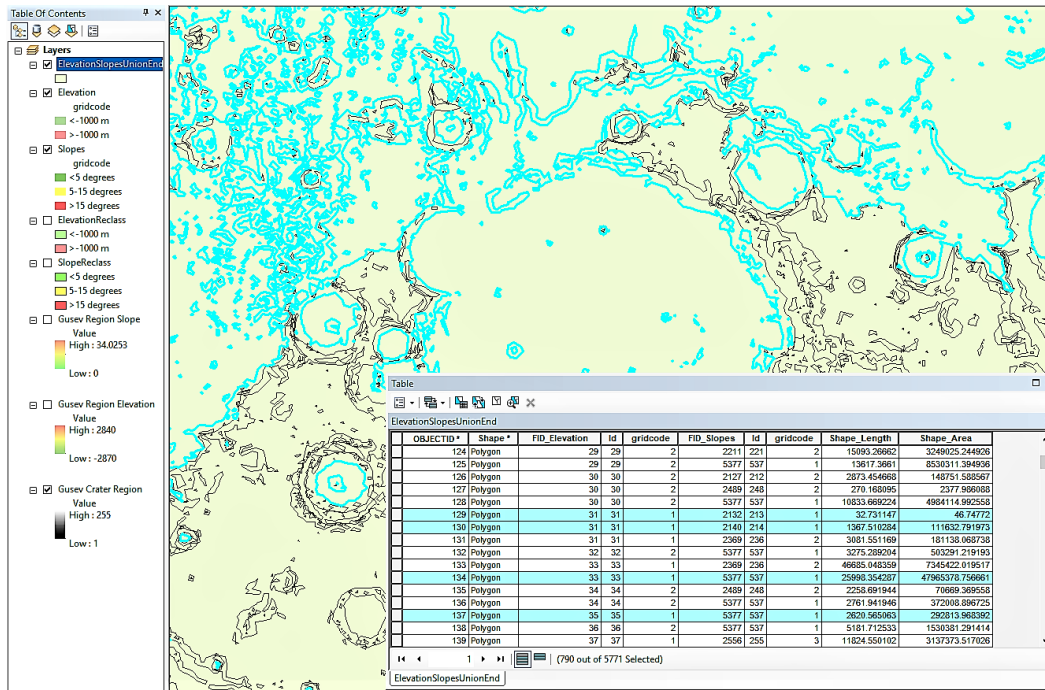 Table Of Contents
Layers
ElevationSlopesUnionEnd
Elevation
gridcode
<-1000 m
>-1000 m
Slopes
gridcode
<5 degrees
5-15 degrees
>15 degrees
ElevationReclass
<-1000 m
>-1000 m
SlopeReclass
<5 degrees
5-15 degrees
>15 degrees
Gusev Region Slope
Value
High : 34.0253
Low : 0
Gusev Region Elevation
Value
High : 2840
Low : -2870
Gusev Crater Region
Value
High : 255
Low : 1
Table
ElevationSlopesUnionEnd
OBJECTID * Shape * FID_Elevation Id gridcode FID_Slopes Id gridcode Shape_Length Shape_Area
124 Polygon 29 29 2 2211 221 2 15093.26662 3249025.244926
125 Polygon 29 29 2 5377 537 1 13617.3661 8530311.394936
126 Polygon 30 30 2 2127 212 2 2873.454668 148751.588567
127 Polygon 30 30 2 2489 248 2 270.168095 2377.986088
128 Polygon 30 30 2 5377 537 1 10833.669224 4984114.992558
129 Polygon 31 31 1 2132 213 1 32.731147 46.74772
130 Polygon 31 31 1 2140 214 1 1367.510284 111632.791973
131 Polygon 31 31 1 2369 236 2 3081.551169 181138.068738
132 Polygon 32 32 2 5377 537 1 3275.289204 503291.219193
133 Polygon 33 33 1 2369 236 2 46685.048359 7345422.019517
134 Polygon 33 33 1 5377 537 1 25998.354287 47965378.756661
135 Polygon 34 34 2 2489 248 2 2258.691944 70669.369558
136 Polygon 34 34 2 5377 537 1 2761.941946 372008.896725
137 Polygon 35 35 1 5377 537 1 2620.565063 292813.968392
138 Polygon 36 36 2 5377 537 1 5181.712533 1530381.291414
139 Polygon 37 37 1 2556 255 3 11824.550102 3137373.517026
1 (790 out of 5771 Selected)
ElevationSlopesUnionEnd